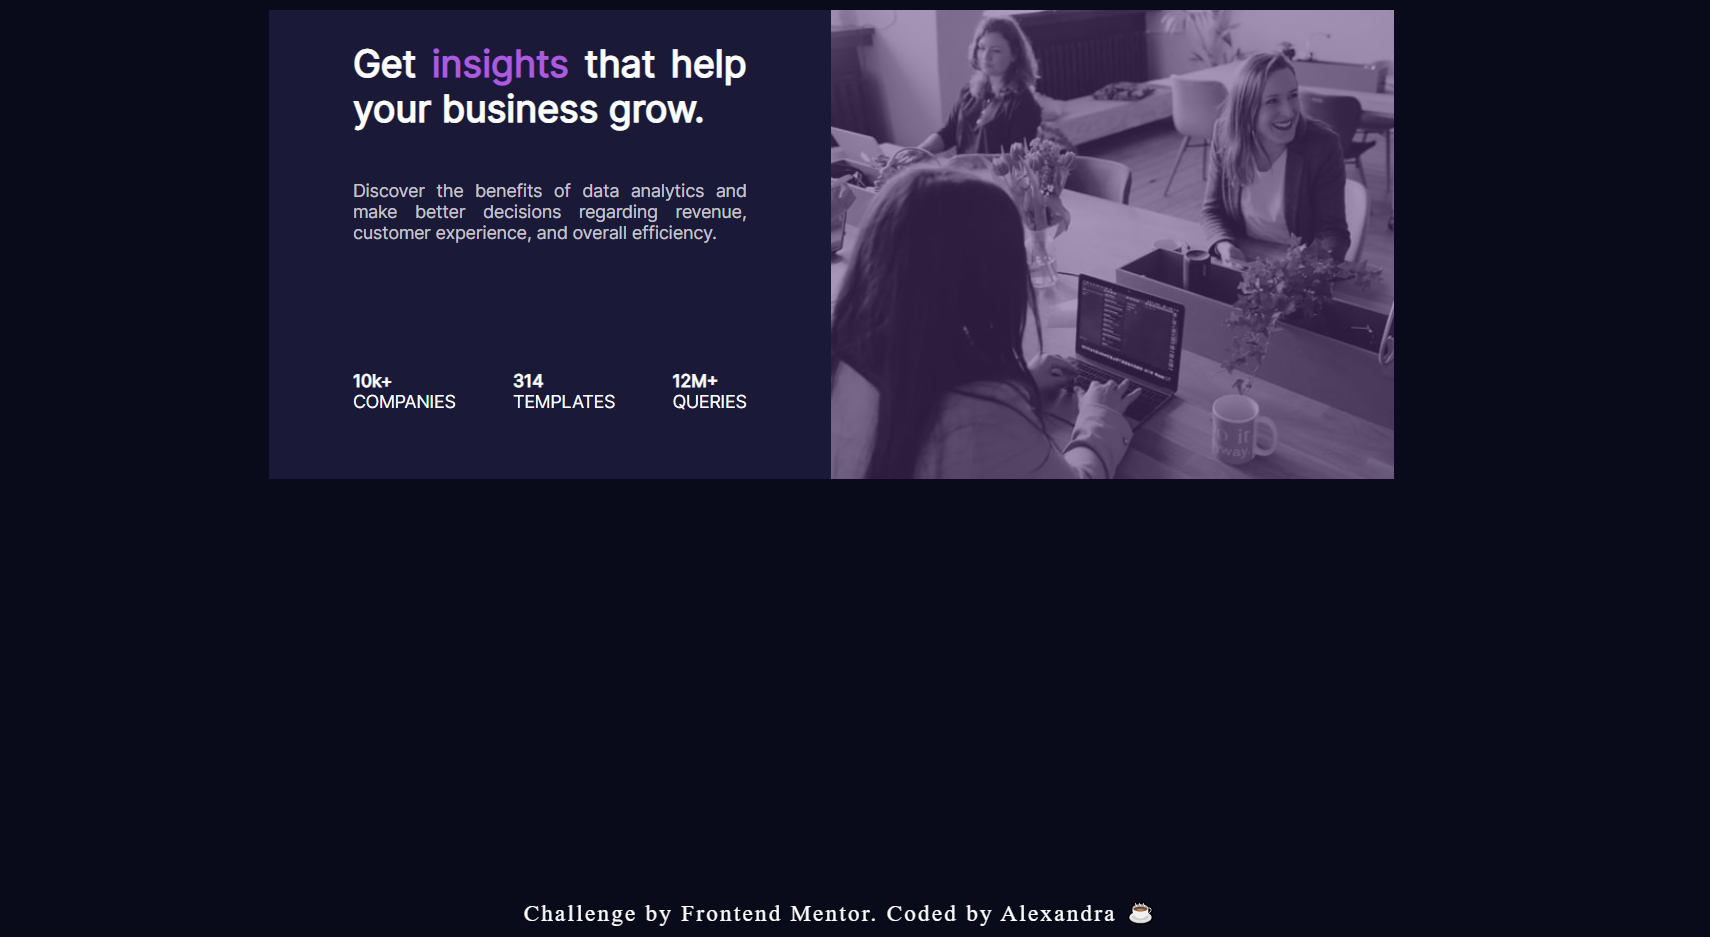 Get insights that help
your business grow.
Discover the benefits of data analytics and
make better decisions regarding revenue,
customer experience, and overall efficiency.
10k+
COMPANIES
314
TEMPLATES
12M+
QUERIES
Challenge by Frontend Mentor. Coded by Alexandra ☕